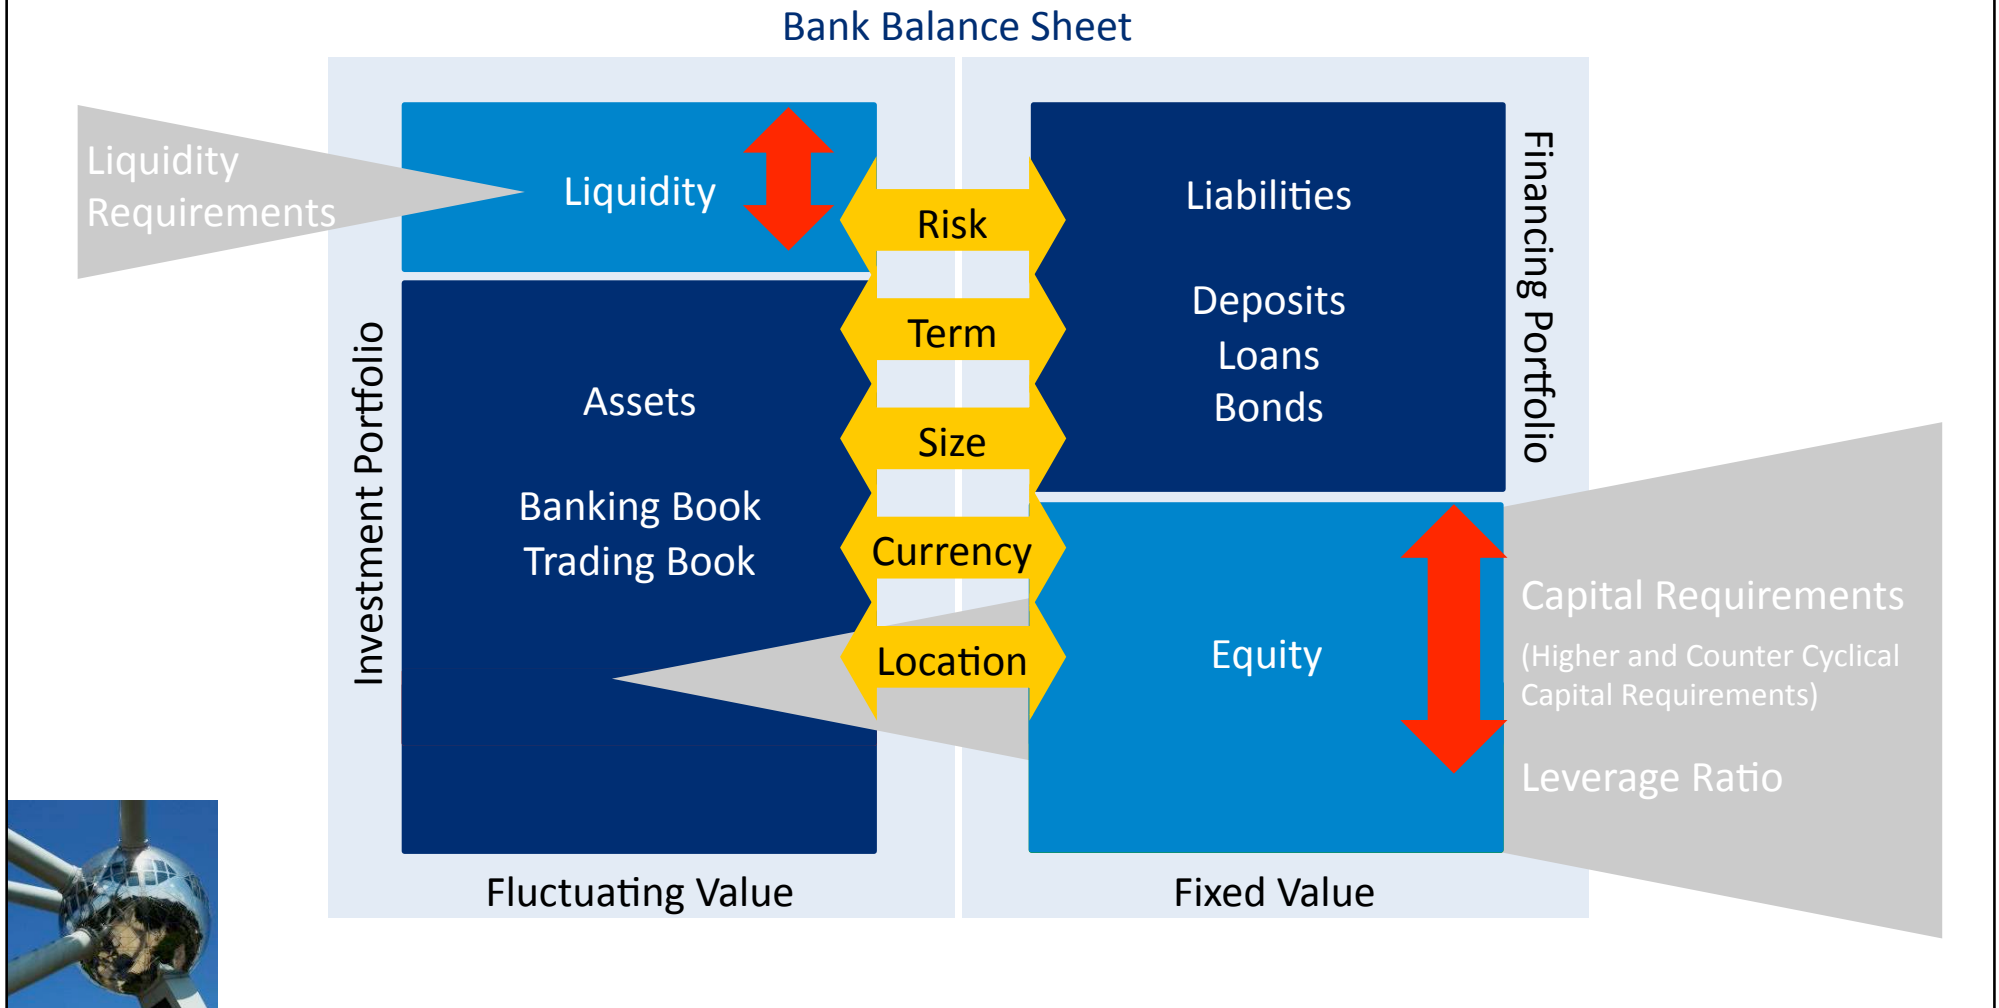 Bank Balance Sheet
Liquidity
Requirements
Liquidity
Investment Portfolio
Assets
Banking Book
Trading Book
Fluctuating Value
Risk
Term
Size
Currency
Location
Liabilities
Deposits
Loans
Bonds
Financing Portfolio
Equity
Fixed Value
Capital Requirements
(Higher and Counter Cyclical
Capital Requirements)
Leverage Ratio